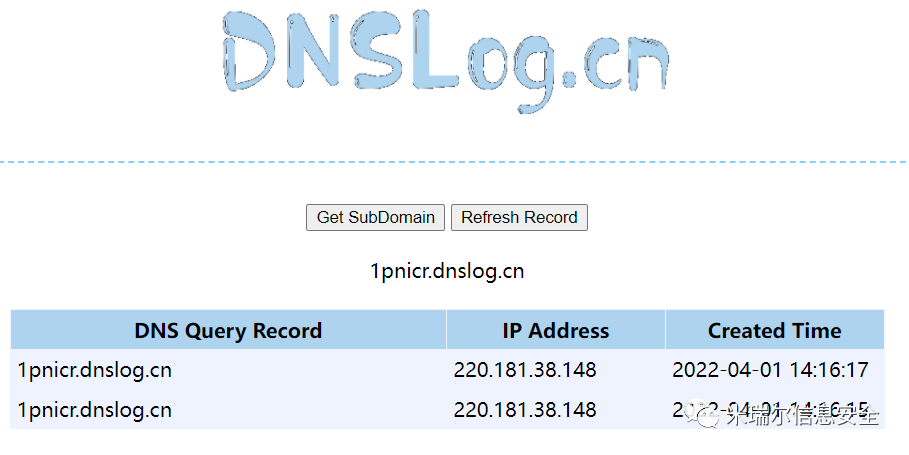 DNSLog.cn
Get SubDomain Refresh Record
1pnicr.dnslog.cn
DNS Query Record IP Address Created Time
1pnicr.dnslog.cn 220.181.38.148 2022-04-01 14:16:17
1pnicr.dnslog.cn 220.181.38.148 2022-04-01 14:16:15
米瑞尔信息安全